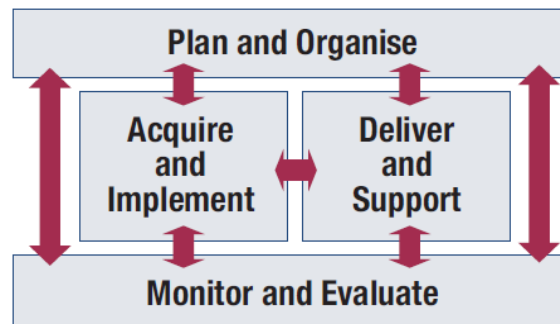 Plan and Organise
Acquire
and
Implement
Deliver
and
Support
Monitor and Evaluate